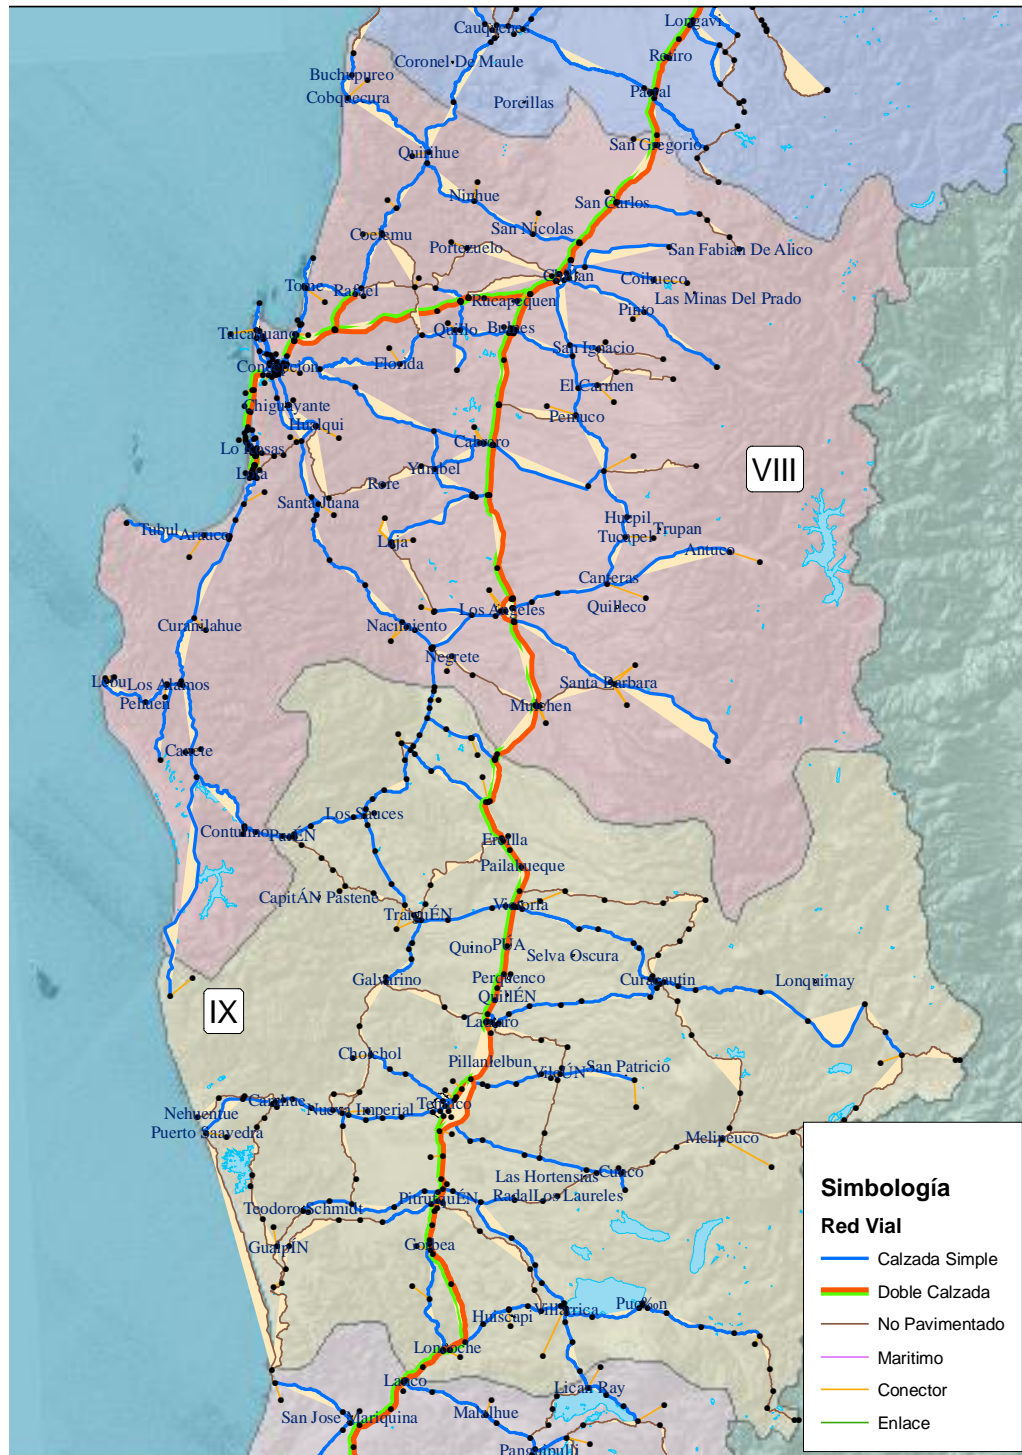 Longavi
Cauquenes
Retiro
Coronel De Maule
Buchupureo
Cobquecura
Parral
Porcillas
San Gregorio
Quirihue
Ninhue
San Carlos
San Nicolas
Coelemu
Portezuelo
San Fabian De Alico
Chillan
Coihueco
Tome
Rafael
Rucapequen
Las Minas Del Prado
Pinto
Talcahuano
Quillo
Bulnes
San Ignacio
Concepción
Florida
El Carmen
Chiguayante
Pemuco
Hualqui
Cabrero
Lo Rosas
VIII
Yumbel
Lota
Rere
Santa Juana
Huepil
Tubul
Arauco
Trupan
Tucapel
Laja
Antuco
Canteras
Quilleco
Los Angeles
Curanilahue
Nacimiento
Negrete
Lebu
Los Alamos
Santa Barbara
Pehuen
Mulchen
Canete
Los Sauces
Contulmo
PurÉN
Ercilla
Pailahueque
CapitÁN Pastene
Victoria
TraiguÉN
Quino
PÚA
Selva Oscura
Galvarino
Perquenco
Curacautin
Lonquimay
QuillÉN
IX
Lautaro
Cholchol
Pillanlelbun
VilcÚN
San Patricio
Carahue
Nueva Imperial
Temuco
Nehuentue
Puerto Saavedra
Melipeuco
Las Hortensias
Cunco
PitrufquÉN
Radal
Los Laureles
Teodoro Schmidt
GualpÍN
Gorbea
Huiscapi
Villarrica
Puc‰n
Loncoche
Lanco
Lican Ray
San Jose Mariquina
Malalhue
Panguipulli
Simbología
Red Vial
Calzada Simple
Doble Calzada
No Pavimentado
Maritimo
Conector
Enlace